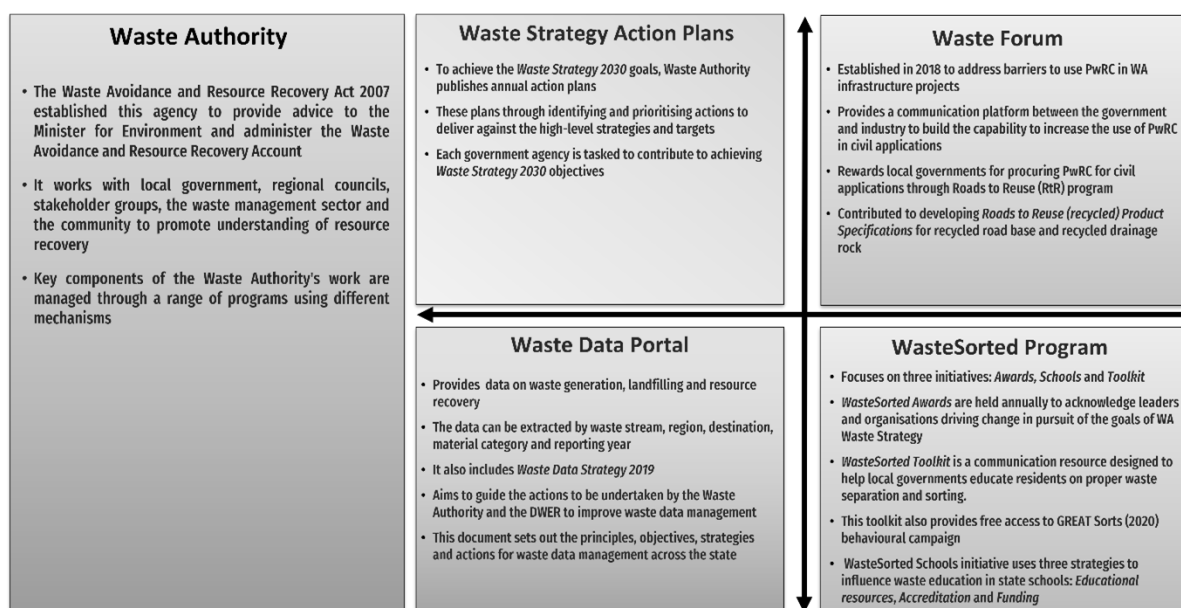 Waste Authority
• The Waste Avoidance and Resource Recovery Act 2007
established this agency to provide advice to the
Minister for Environment and administer the Waste
Avoidance and Resource Recovery Account
• It works with local government, regional councils,
stakeholder groups, the waste management sector and
the community to promote understanding of resource
recovery
• Key components of the Waste Authority's work are
managed through a range of programs using different
mechanisms
Waste Strategy Action Plans
• To achieve the Waste Strategy 2030 goals, Waste Authority
publishes annual action plans
• These plans through identifying and prioritising actions to
deliver against the high-level strategies and targets
• Each government agency is tasked to contribute to achieving
Waste Strategy 2030 objectives
Waste Forum
• Established in 2018 to address barriers to use PwRC in WA
infrastructure projects
• Provides a communication platform between the government
and industry to build the capability to increase the use of PwRC
in civil applications
• Rewards local governments for procuring PwRC for civil
applications through Roads to Reuse (RtR) program
• Contributed to developing Roads to Reuse (recycled) Product
Specifications for recycled road base and recycled drainage
rock
Waste Data Portal
• Provides data on waste generation, landfilling and resource
recovery
• The data can be extracted by waste stream, region, destination,
material category and reporting year
• It also includes Waste Data Strategy 2019
• Aims to guide the actions to be undertaken by the Waste
Authority and the DWER to improve waste data management
• This document sets out the principles, objectives, strategies
and actions for waste data management across the state
WasteSorted Program
• Focuses on three initiatives: Awards, Schools and Toolkit
• WasteSorted Awards are held annually to acknowledge leaders
and organisations driving change in pursuit of the goals of WA
Waste Strategy
• WasteSorted Toolkit is a communication resource designed to
help local governments educate residents on proper waste
separation and sorting.
• This toolkit also provides free access to GREAT Sorts (2020)
behavioural campaign
• WasteSorted Schools initiative uses three strategies to
influence waste education in state schools: Educational
resources, Accreditation and Funding